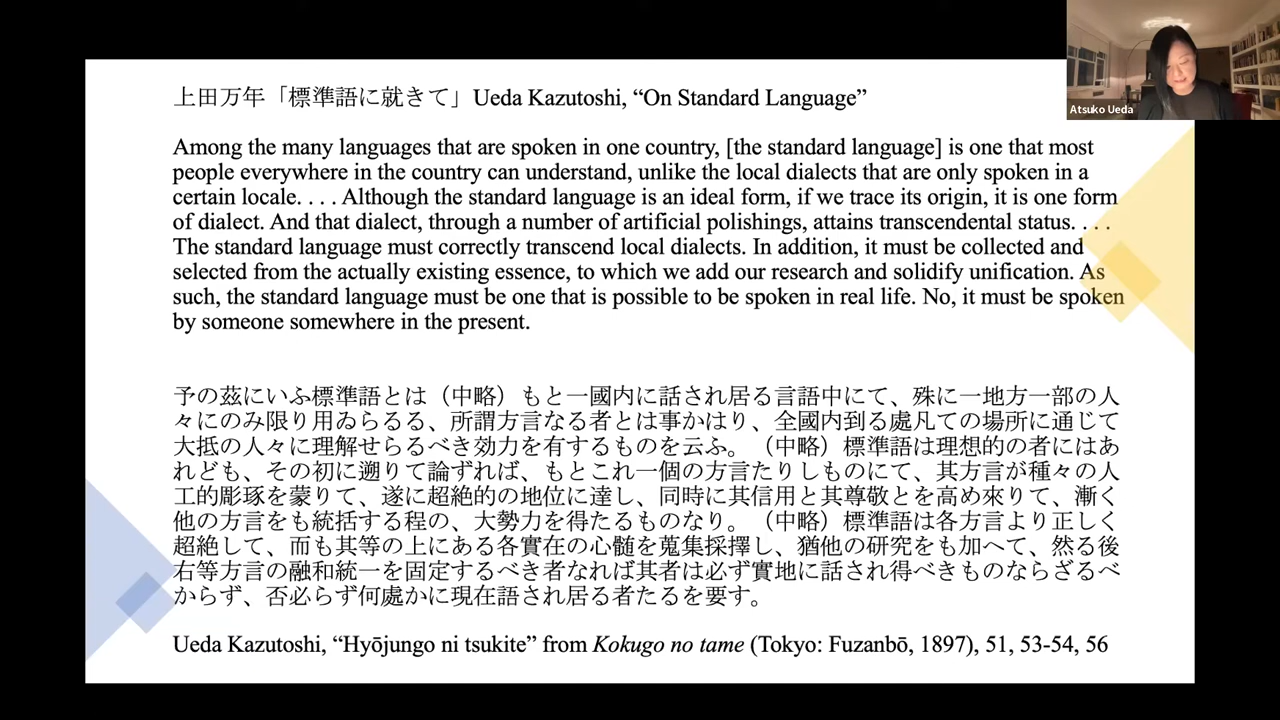 上田万年「標準語に就きて」Ueda Kazutoshi, “On Standard Language”
Atsuko Ueda
Among the many languages that are spoken in one country, [the standard language] is one that most
people everywhere in the country can understand, unlike the local dialects that are only spoken in a
certain locale. . . . Although the standard language is an ideal form, if we trace its origin, it is one form
of dialect. And that dialect, through a number of artificial polishings, attains transcendental status. . . .
The standard language must correctly transcend local dialects. In addition, it must be collected and
selected from the actually existing essence, to which we add our research and solidify unification. As
such, the standard language must be one that is possible to be spoken in real life. No, it must be spoken
by someone somewhere in the present.
予の茲にいふ標準語とは（中略）もと一國内に話され居る言語中にて、殊に一地方一部の人
々にのみ限り用ゐらるる、所謂方言なる者とは事かはり、全國内到る處凡ての場所に通じて
大抵の人々に理解せらるべき効力を有するものを云ふ。（中略）標準語は理想的の者にはあ
れども、その初に遡りて論ずれば、もとこれ一個の方言たりしものにて、其方言が種々の人
工的彫琢を蒙りて、遂に超絶的の地位に達し、同時に其信用と其尊敬とを高め來りて、漸く
他の方言をも統括する程の、大勢力を得たるものなり。（中略）標準語は各方言より正しく
超絶して、而も其等の上にある各實在の心髄を蒐集採擇し、猶他の研究をも加へて、然る後
右等方言の融和統一を固定するべき者なれば其者は必ず實地に話され得べきものならざるべ
からず、否必らず何處かに現在語され居る者たるを要す。
Ueda Kazutoshi, “Hyōjungo ni tsukite” from Kokugo no tame (Tokyo: Fuzanbō, 1897), 51, 53-54, 56